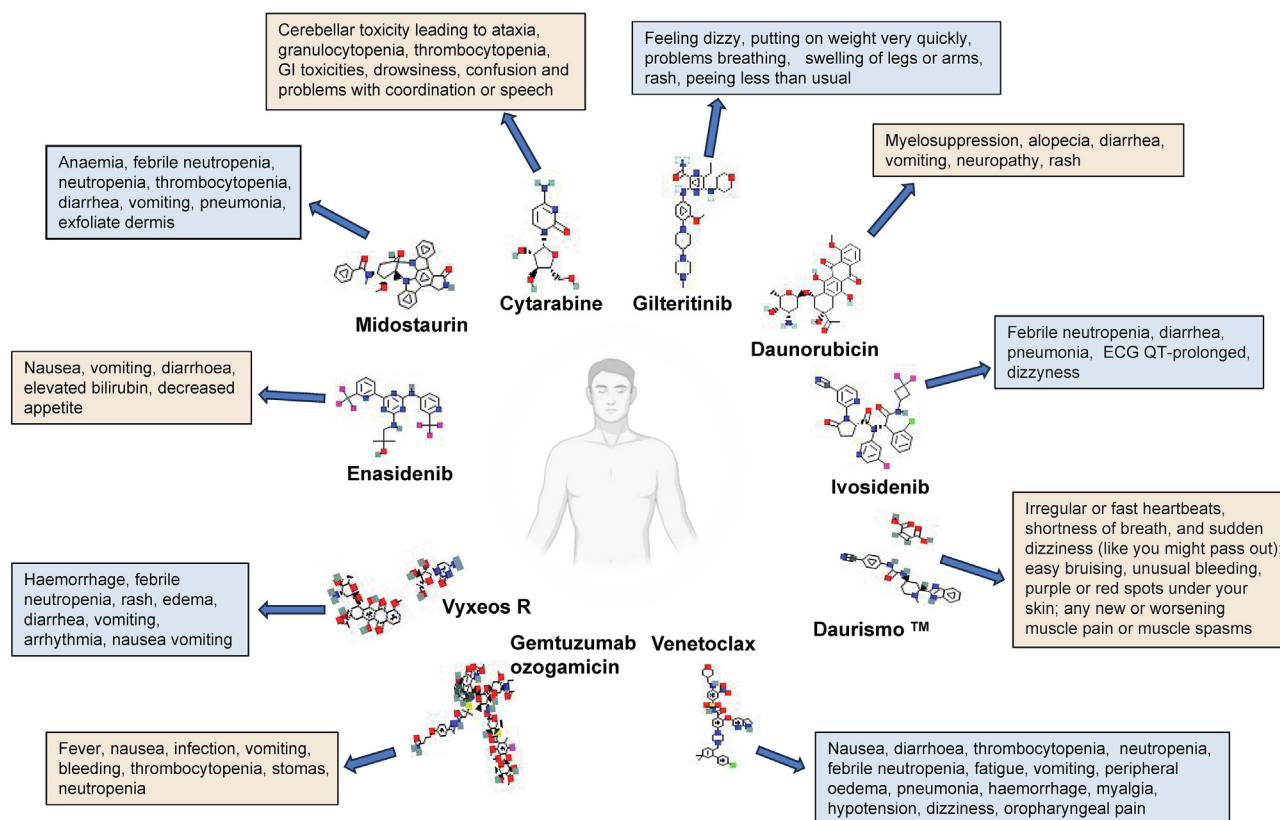 Cerebellar toxicity leading to ataxia,
granulocytopenia, thrombocytopenia,
GI toxicities, drowsiness, confusion and
problems with coordination or speech
Feeling dizzy, putting on weight very quickly,
problems breathing, swelling of legs or arms,
rash, peeing less than usual
Anaemia, febrile neutropenia,
neutropenia, thrombocytopenia,
diarrhea, vomiting, pneumonia,
exfoliate dermis
Myelosuppression, alopecia, diarrhea,
vomiting, neuropathy, rash
Midostaurin
Cytarabine
Gilteritinib
Daunorubicin
Nausea, vomiting, diarrhoea,
elevated bilirubin, decreased
appetite
Enasidenib
Febrile neutropenia, diarrhea,
pneumonia, ECG QT-prolonged,
dizzyness
Ivosidenib
Haemorrhage, febrile
neutropenia, rash, edema,
diarrhea, vomiting,
arrhythmia, nausea vomiting
Vyxeos R
Irregular or fast heartbeats,
shortness of breath, and sudden
dizziness (like you might pass out);
easy bruising, unusual bleeding,
purple or red spots under your
skin; any new or worsening
muscle pain or muscle spasms
Daurismo ™
Gemtuzumab
ozogamicin
Venetoclax
Fever, nausea, infection, vomiting,
bleeding, thrombocytopenia, stomas,
neutropenia
Nausea, diarrhoea, thrombocytopenia, neutropenia,
febrile neutropenia, fatigue, vomiting, peripheral
oedema, pneumonia, haemorrhage, myalgia,
hypotension, dizziness, oropharyngeal pain